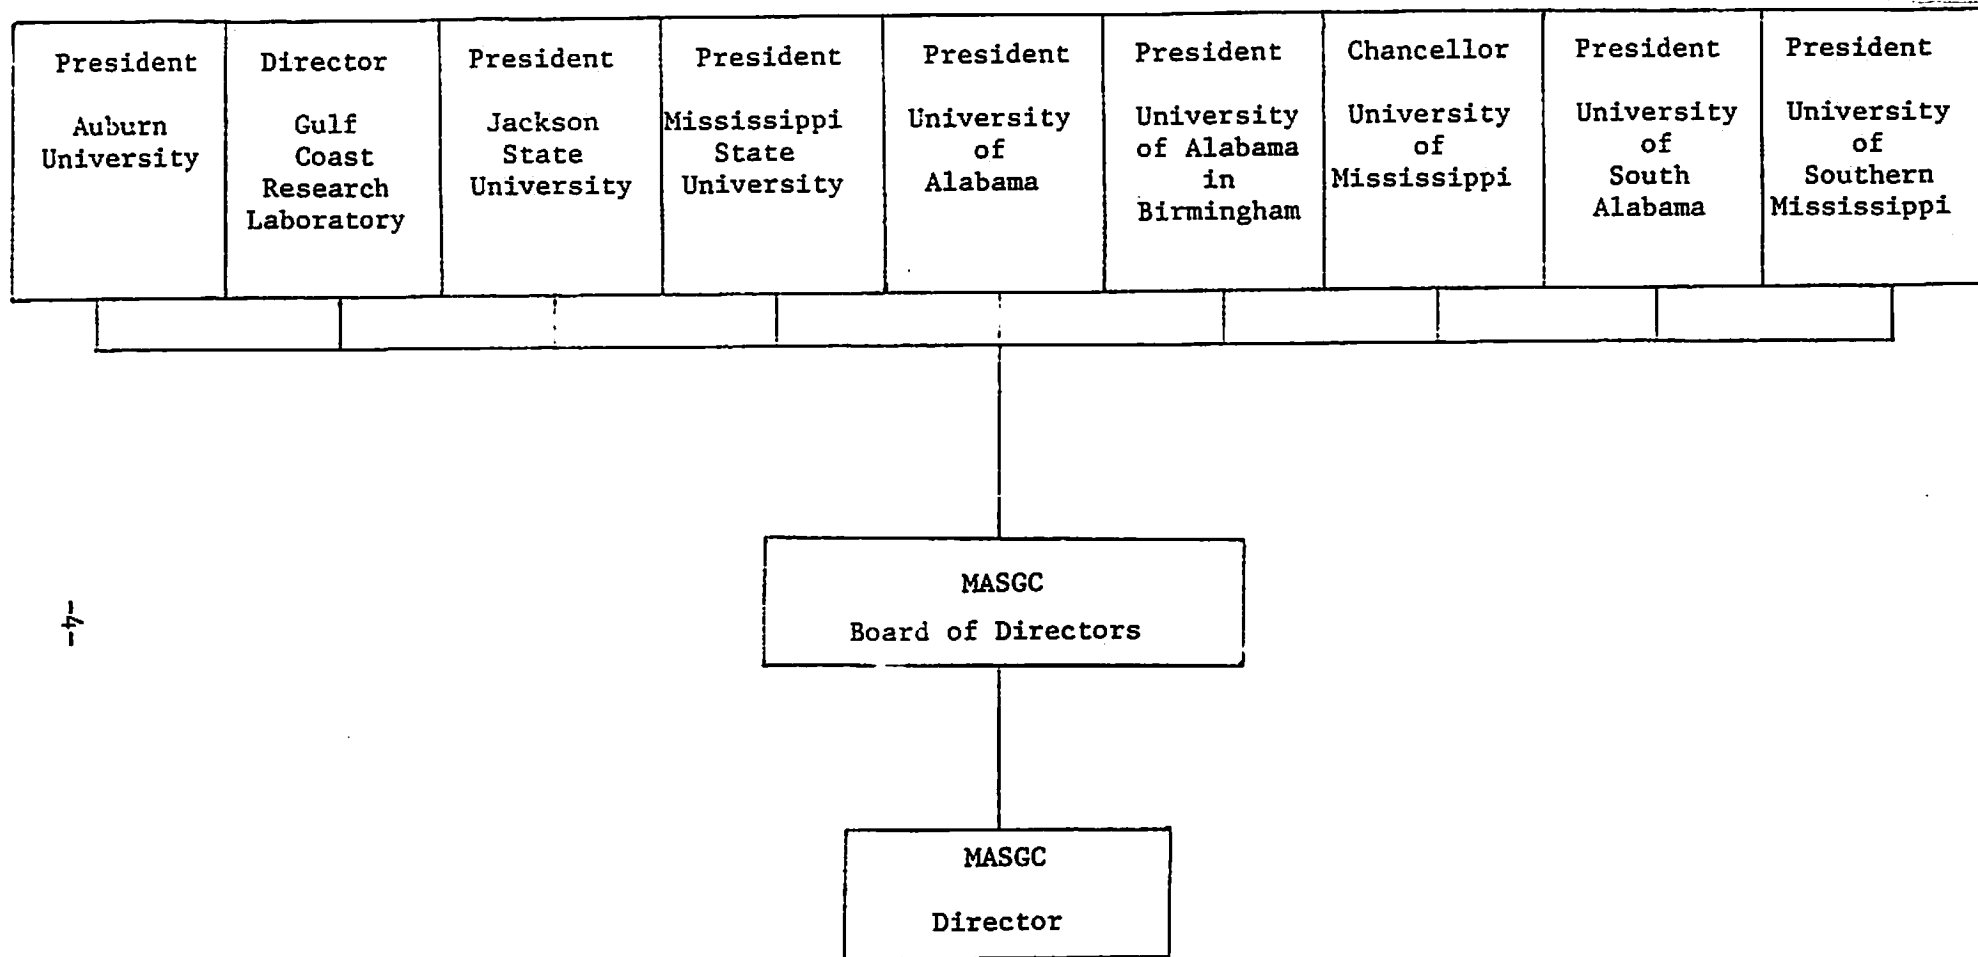 President
Auburn
University
Director
Gulf
Coast
Research
Laboratory
President
Jackson
State
University
President
Mississippi
State
University
President
University
of
Alabama
President
University
of Alabama
in
Birmingham
Chancellor
University
of
Mississippi
President
University
of
South
Alabama
President
University
of
Southern
Mississippi
MASGC
Board of Directors
-4-
MASGC
Director